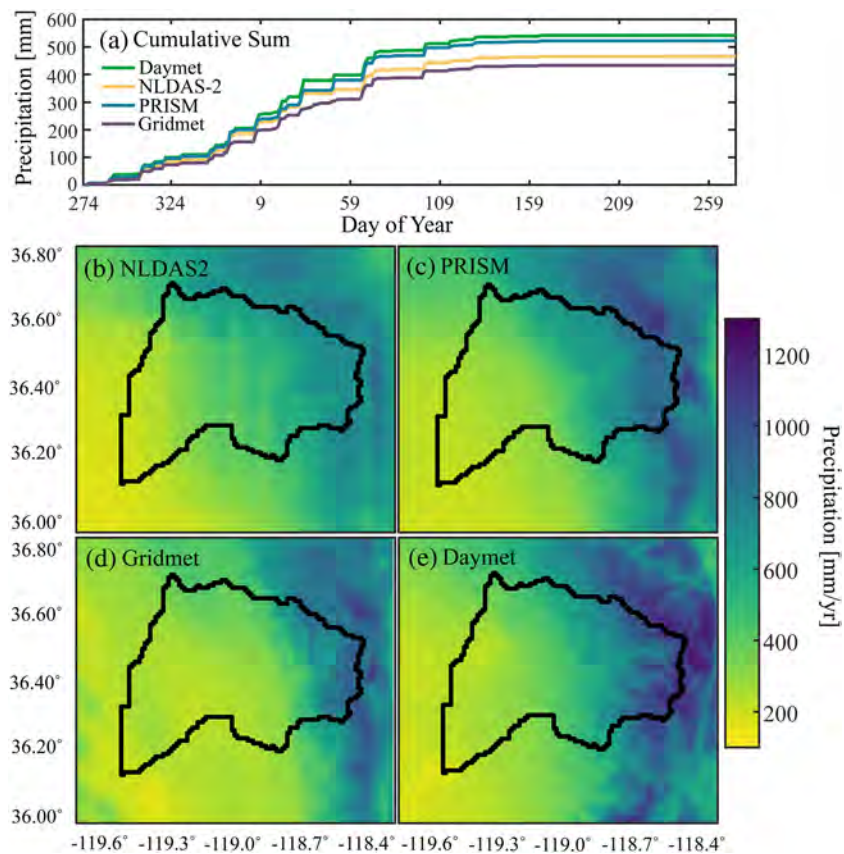 600
500
400
300
200
100
0
Precipitation [mm]
(a) Cumulative Sum
Daymet
NLDAS-2
PRISM
Gridmet
274 324 9 59 109 159 209 259
Day of Year
36.80˚
36.60˚
36.40˚
36.20˚
36.00˚
(b) NLDAS2
(c) PRISM
36.80˚
36.60˚
36.40˚
36.20˚
36.00˚
(d) Gridmet
(e) Daymet
-119.6˚ -119.3˚ -119.0˚ -118.7˚ -118.4˚
-119.6˚ -119.3˚ -119.0˚ -118.7˚ -118.4˚
1200
1000
800
600
400
200
Precipitation [mm/yr]